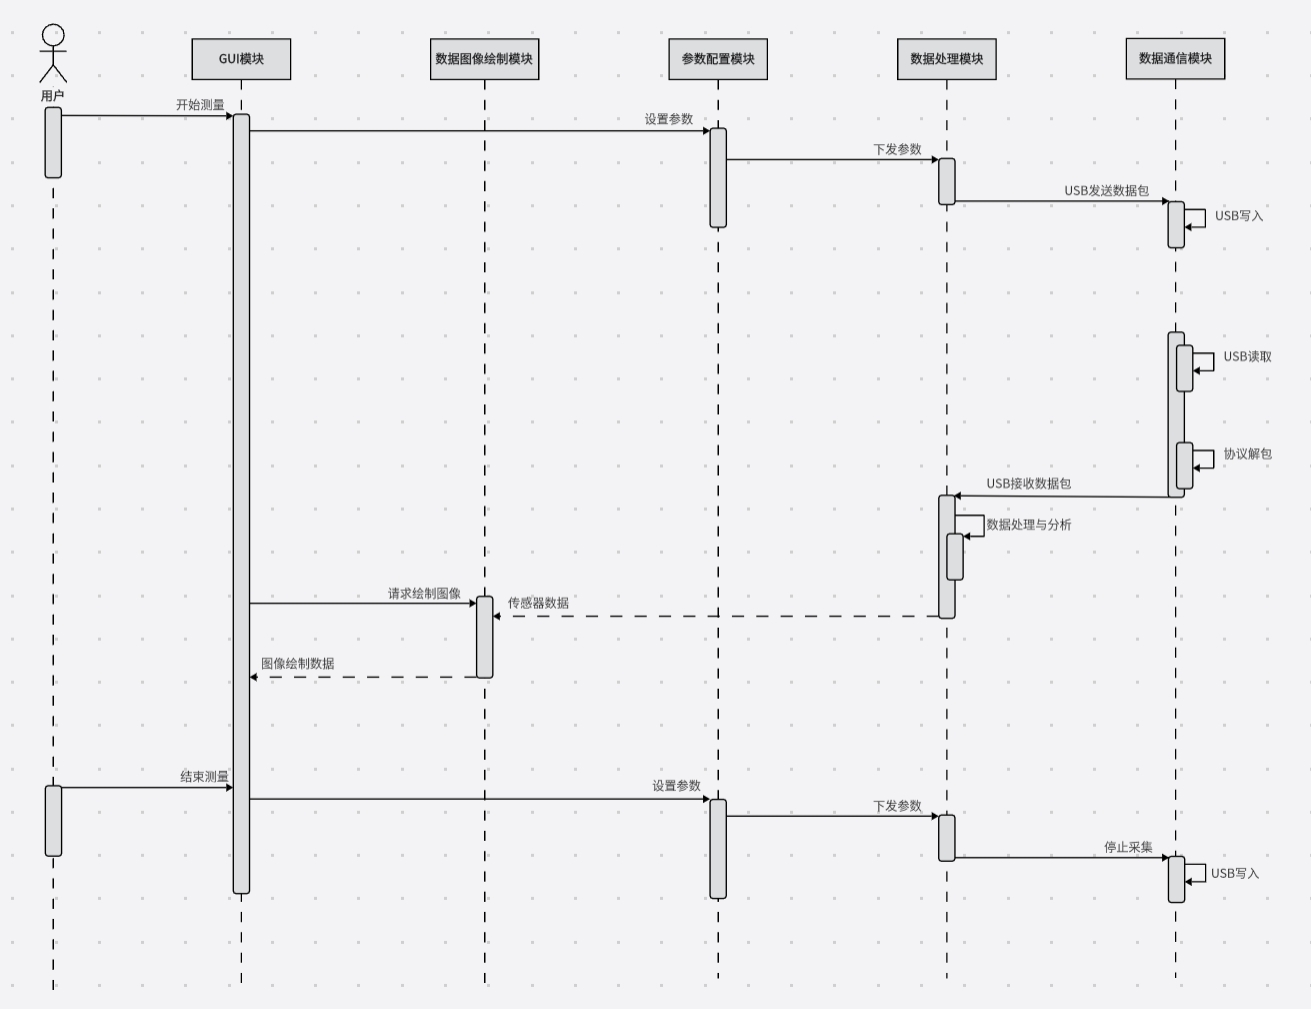 用户
GUI模块
数据图像绘制模块
参数配置模块
数据处理模块
数据通信模块
开始测量
设置参数
下发参数
USB发送数据包
USB写入
USB读取
协议解包
USB接收数据包
数据处理与分析
请求绘制图像
传感器数据
图像绘制数据
结束测量
设置参数
下发参数
停止采集
USB写入